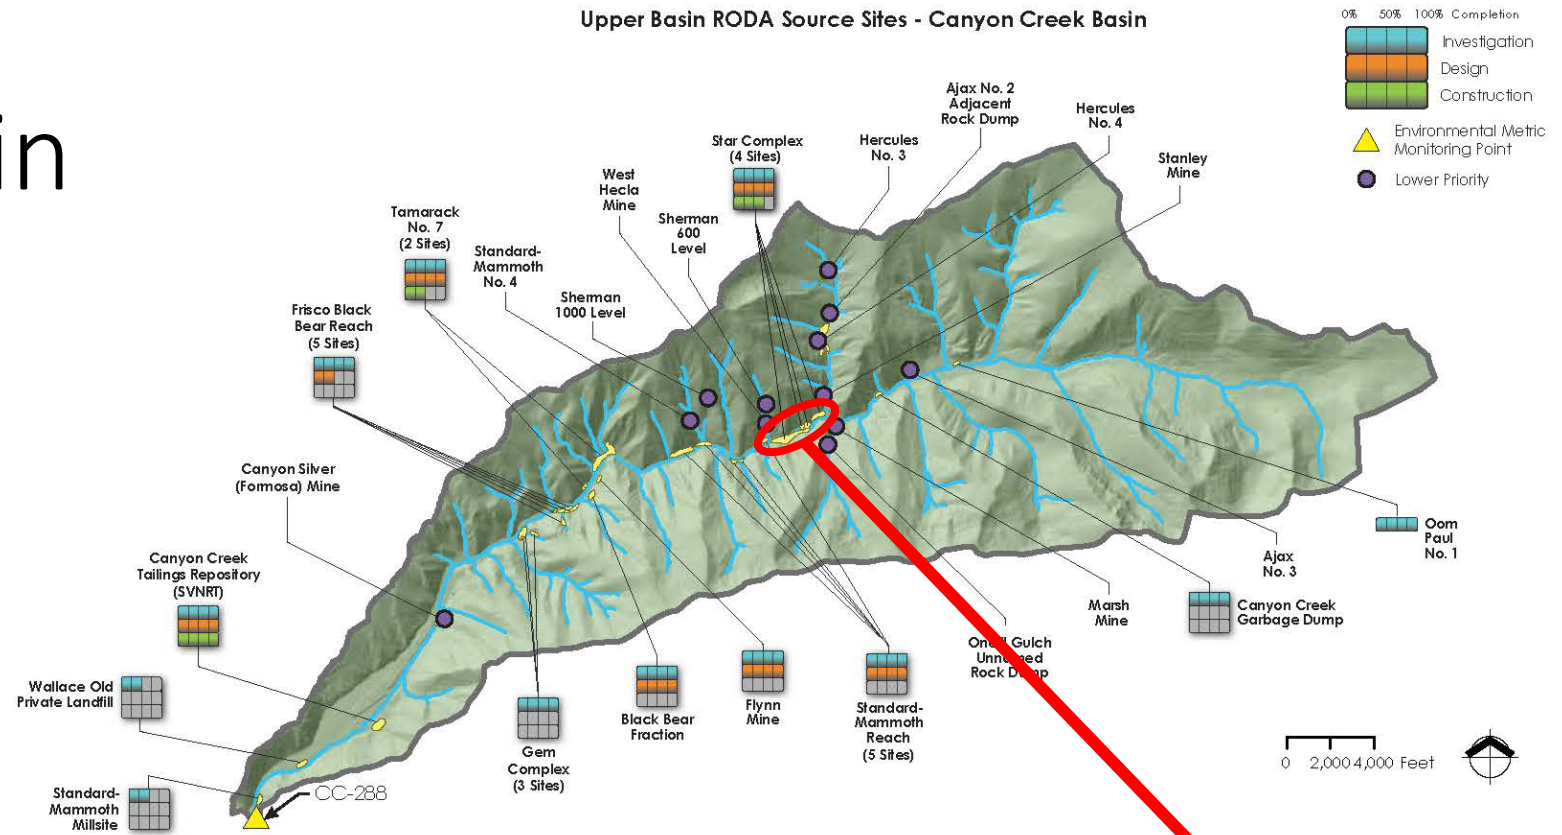 Upper Basin RODA Source Sites - Canyon Creek Basin
in
0% 50% 100% Completion
Investigation
Design
Construction
Environmental Metric
Monitoring Point
Lower Priority
Ajax No. 2
Adjacent
Rock Dump
Hercules
No. 4
Hercules
No. 3
Stanley
Mine
Star Complex
(4 Sites)
West
Hecla
Mine
Sherman
600
Level
Tamarack
No. 7
(2 Sites)
Standard-
Mammoth
No. 4
Sherman
1000 Level
Frisco Black
Bear Reach
(5 Sites)
Canyon Silver
(Formosa) Mine
Canyon Creek
Tailings Repository
(SVNRT)
Wallace Old
Private Landfill
Standard-
Mammoth
Millsite
CC-288
Gem
Complex
(3 Sites)
Black Bear
Fraction
Flynn
Mine
Standard-
Mammoth
Reach
(5 Sites)
Gulch
Rock
Marsh
Mine
Canyon Creek
Garbage Dump
Ajax
No. 3
Oom
Paul
No. 1
0 2,000 4,000 Feet